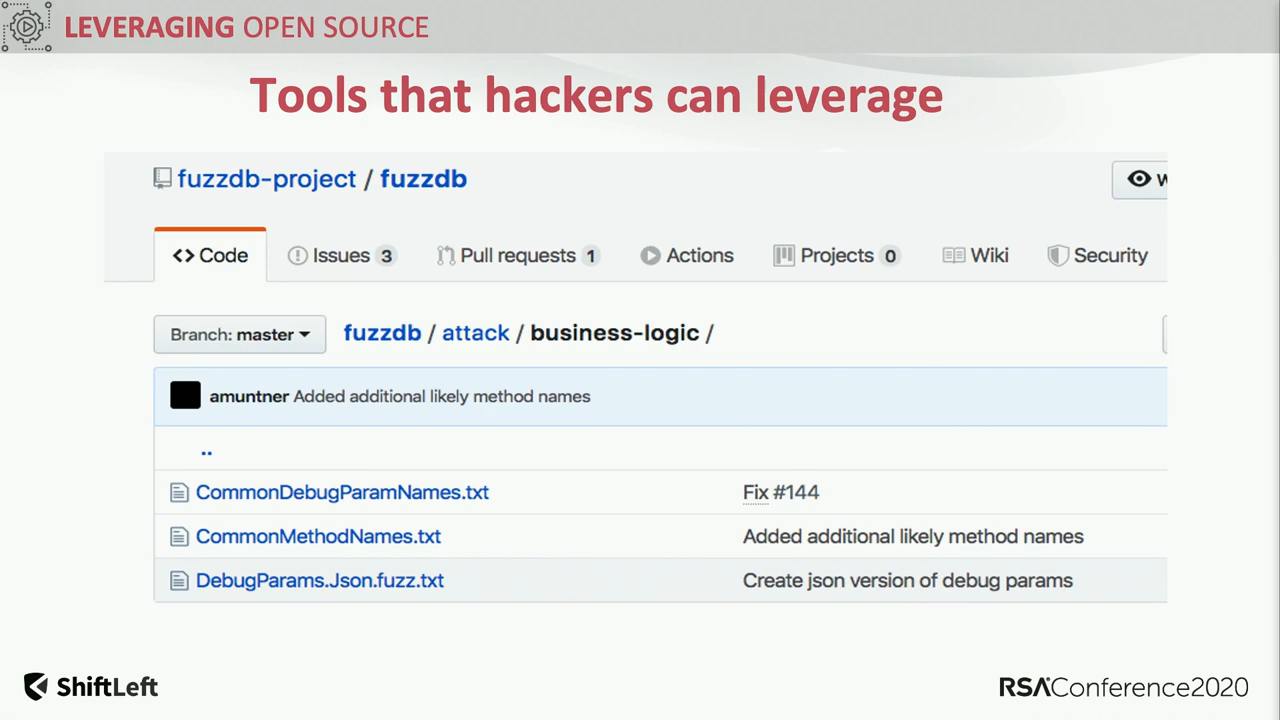 LEVERAGING OPEN SOURCE
Tools that hackers can leverage
fuzzdb-project / fuzzdb
Code Issues 3 Pull requests 1 Actions Projects 0 Wiki Security
Branch: master fuzzdb / attack / business-logic /
amuntner Added additional likely method names
..
CommonDebugParamNames.txt Fix #144
CommonMethodNames.txt Added additional likely method names
DebugParams.Json.fuzz.txt Create json version of debug params
ShiftLeft RSAConference2020